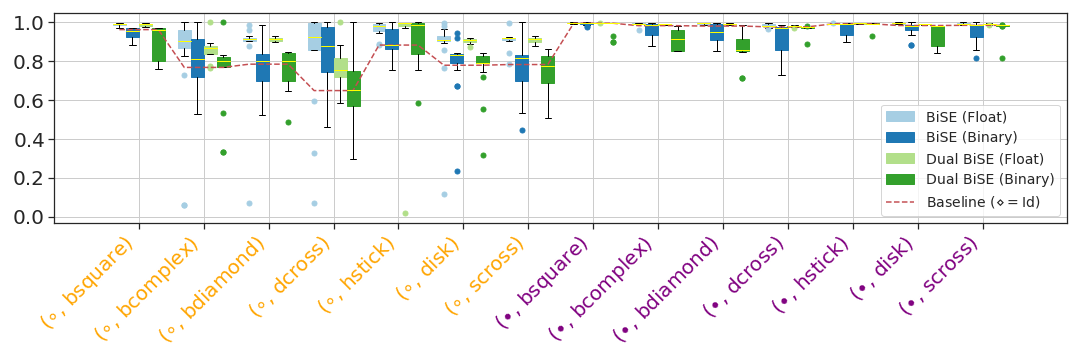 1.0
0.8
0.6
0.4
0.2
0.0
BiSE (Float)
BiSE (Binary)
Dual BiSE (Float)
Dual BiSE (Binary)
Baseline (⋄ = Id)
(∘, bsquare)
(∘, bcomplex)
(∘, bdiamond)
(∘, dcross)
(∘, hstick)
(∘, disk)
(∘, scross)
(•, bsquare)
(•, bcomplex)
(•, bdiamond)
(•, dcross)
(•, hstick)
(•, disk)
(•, scross)